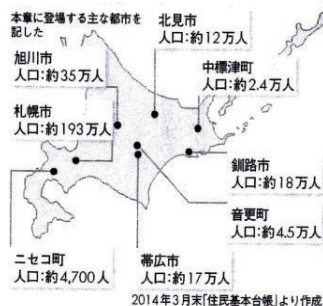 本章に登場する主な都市を
記した
北見市
人口:約12万人
旭川市
人口:約35万人
中標津町
人口:約2.4万人
札幌市
人口:約193万人
釧路市
人口:約18万人
音更町
人口:約4.5万人
ニセコ町
人口:約4,700人
帯広市
人口:約17万人
2014年3月末「住民基本台帳」より作成